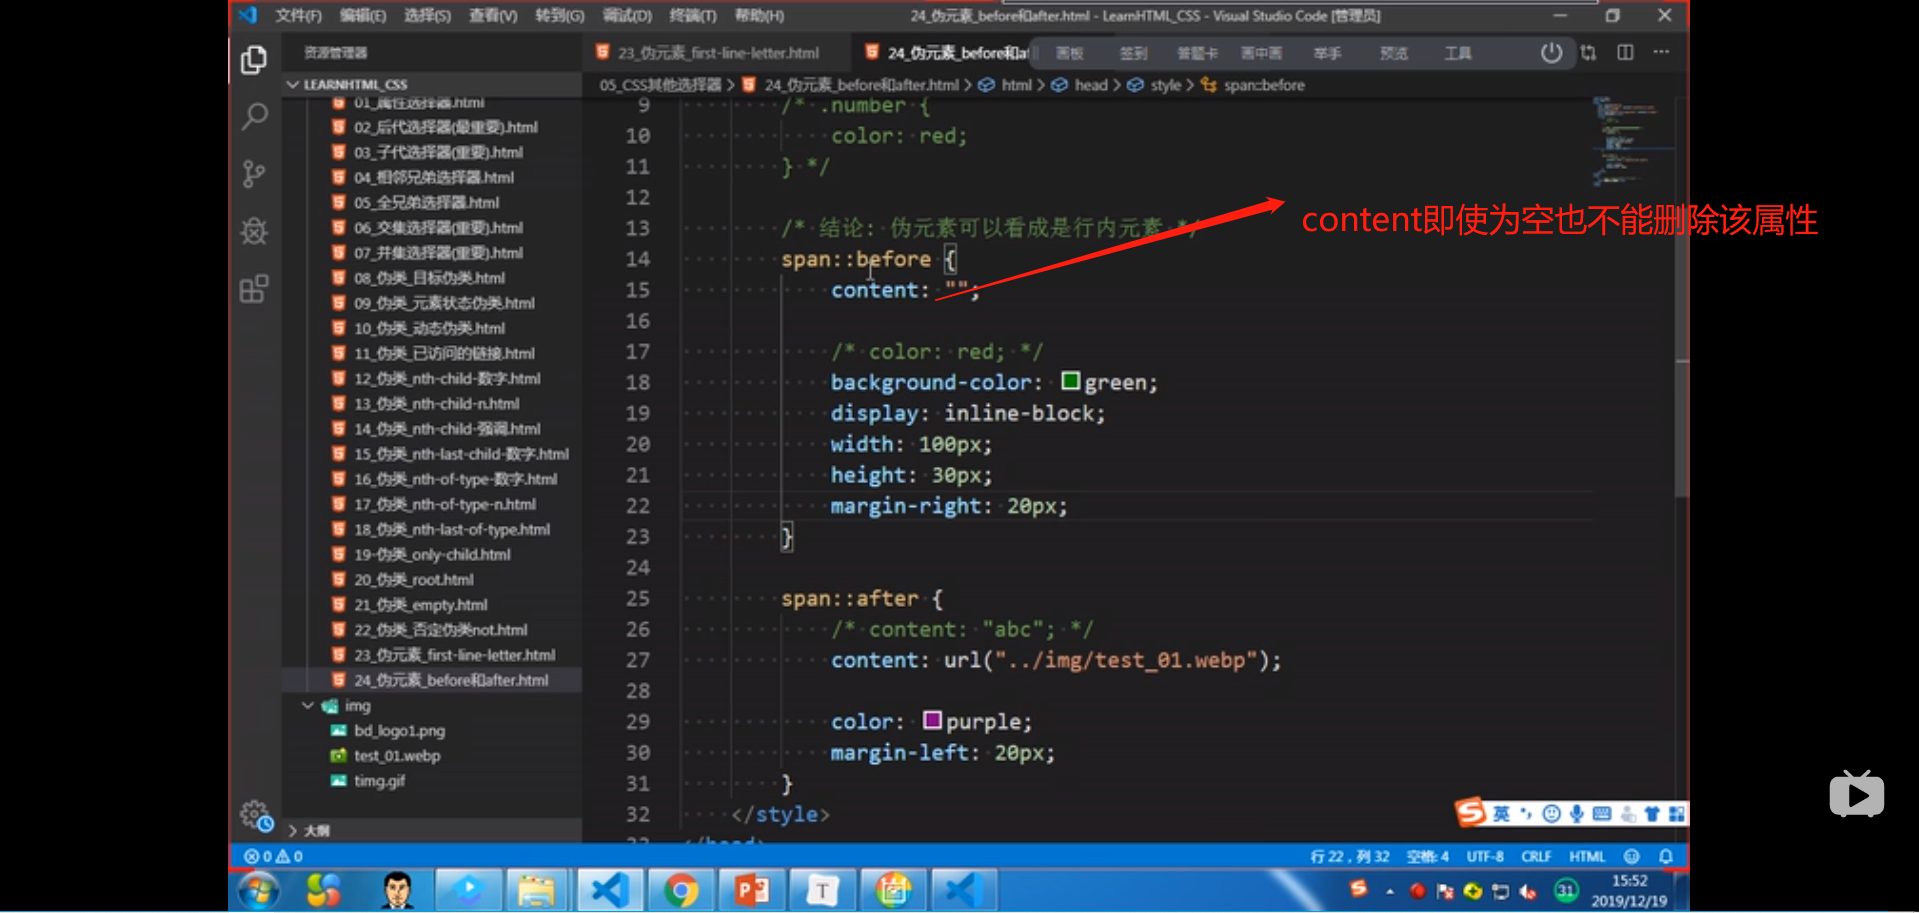 文件(F) 编辑(E) 选择(S) 查看(V) 转到(G) 调试(D) 终端(T) 帮助(H) 24_伪元素_before和after.html - LearnHTML_CSS - Visual Studio Code [管理员]
资源管理器
23_伪元素_first-line-letter.html
24_伪元素_before和af
画板 签到 答题卡 画中画 举手 预览 工具
LEARNHTML_CSS
05_CSS其他选择器 > 24_伪元素_before和after.html > html > head > style > span::before
01_属性选择器.html
02_后代选择器(最重要).html
03_子代选择器(重要).html
04_相邻兄弟选择器.html
05_全兄弟选择器.html
06_交集选择器(重要).html
07_并集选择器(重要).html
08_伪类_目标伪类.html
09_伪类_元素状态伪类.html
10_伪类_动态伪类.html
11_伪类_已访问的链接.html
12_伪类_nth-child-数字.html
13_伪类_nth-child-n.html
14_伪类_nth-child-强调.html
15_伪类_nth-last-child-数字.html
16_伪类_nth-of-type-数字.html
17_伪类_nth-of-type-n.html
18_伪类_nth-last-of-type.html
19-伪类_only-child.html
20_伪类_root.html
21_伪类_empty.html
22_伪类_否定伪类not.html
23_伪元素_first-line-letter.html
24_伪元素_before和after.html
img
bd_logo1.png
test_01.webp
timg.gif
大纲
9 /* .number {
10 color: red;
11 } */
12
13 /* 结论: 伪元素可以看成是行内元素 */
14 span::before {
15 content: "";
16
17 /* color: red; */
18 background-color: green;
19 display: inline-block;
20 width: 100px;
21 height: 30px;
22 margin-right: 20px;
23 }
24
25 span::after {
26 /* content: "abc"; */
27 content: url("../img/test_01.webp");
28
29 color: purple;
30 margin-left: 20px;
31 }
32 </style>
33 </head>
content即使为空也不能删除该属性
英
0 0 行 22，列 32 空格: 4 UTF-8 CRLF HTML
31
15:52
2019/12/19